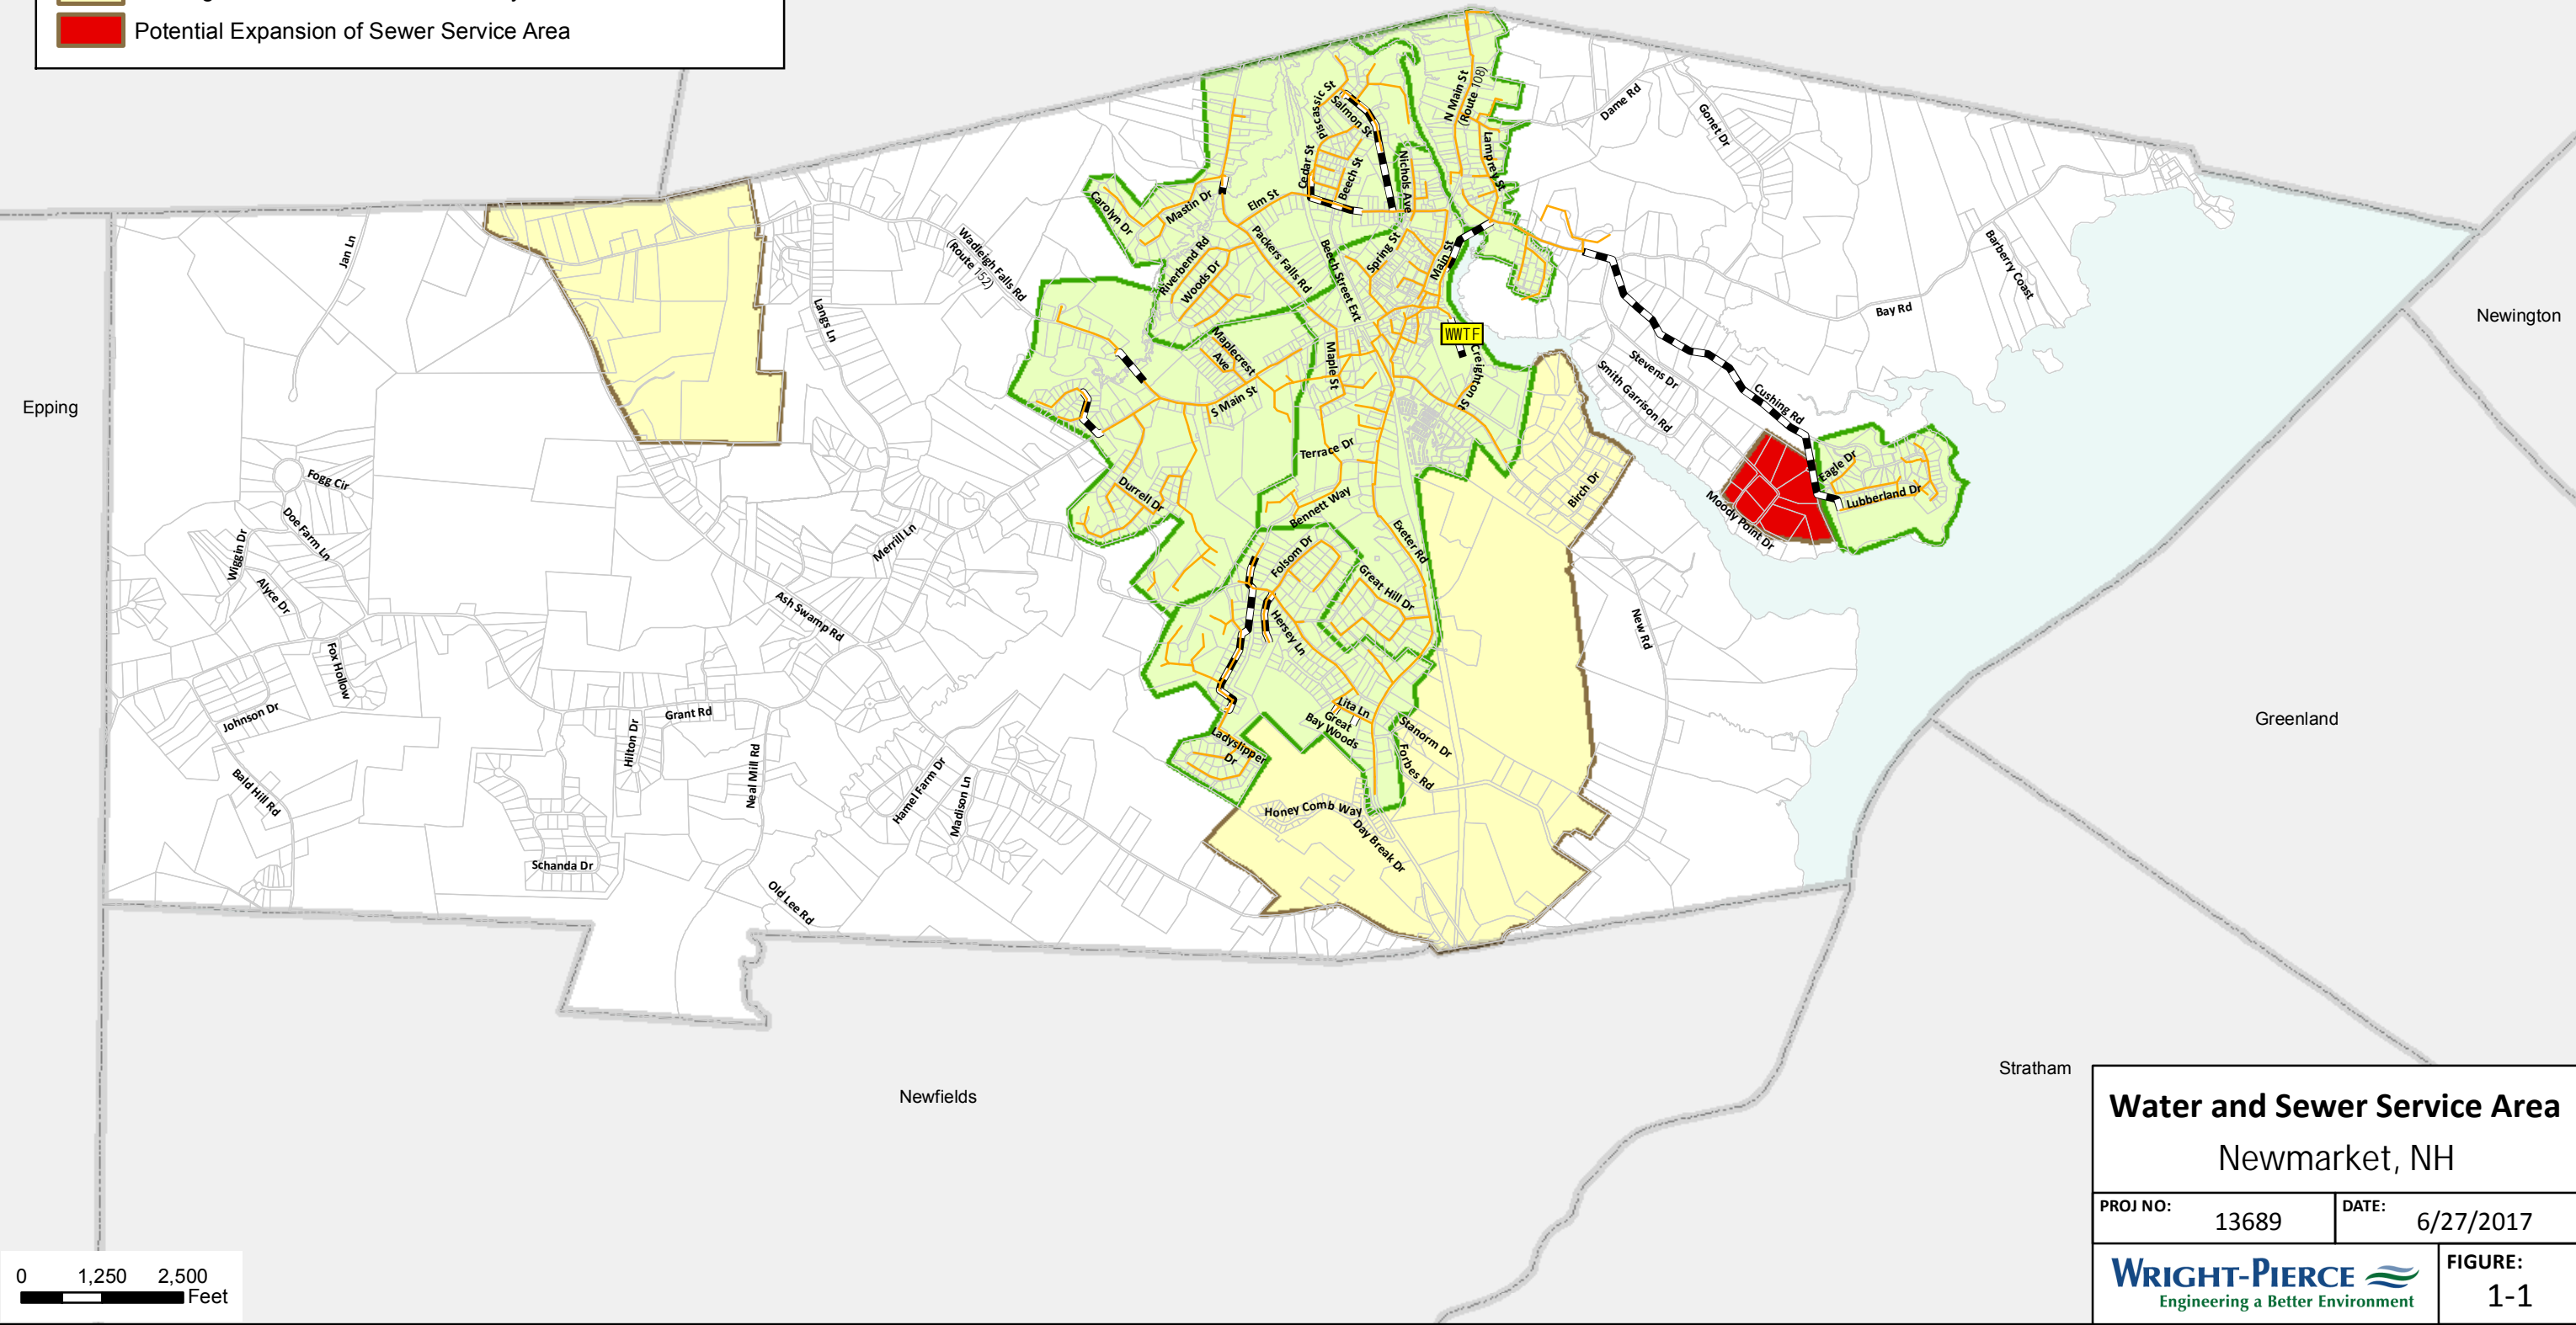 Potential Expansion of Sewer Service Area
Piscassic St
Salmon St
N Main St
(Route 108)
Dame Rd
Gonet Dr
Cedar St
Beech St
Nichols Ave
Lamprey St
Carolyn Dr
Mastin Dr
Elm St
Jan Ln
Wadleigh Falls Rd
(Route 152)
Riverbend Rd
Woods Dr
Packers Falls Rd
Beech Street Ext
Spring St
Main St
Barberry Coast
Bay Rd
Newington
Langs Ln
WWTF
Maplecrest
Ave
Maple St
Creighton St
Stevens Dr
Smith Garrison Rd
Cushing Rd
Epping
S Main St
Terrace Dr
Eagle Dr
Lubberland Dr
Fogg Cir
Durrell Dr
Bennett Way
Birch Dr
Moody Point Dr
Doe Farm Ln
Wiggin Dr
Merrill Ln
Exeter Rd
Folsom Dr
Great Hill Dr
Alyce Dr
Ash Swamp Rd
Hersey Ln
New Rd
Fox Hollow
Johnson Dr
Grant Rd
Hilton Dr
Lita Ln
Great
Bay Woods
Stanorm Dr
Greenland
Ladyslipper
Dr
Forbes Rd
Neal Mill Rd
Bald Hill Rd
Hamel Farm Dr
Madison Ln
Honey Comb Way
Day Break Dr
Schanda Dr
Old Lee Rd
Newfields
Stratham
Water and Sewer Service Area
Newmarket, NH
PROJ NO:
13689
DATE:
6/27/2017
WRIGHT-PIERCE
Engineering a Better Environment
FIGURE:
1-1
0 1,250 2,500
Feet